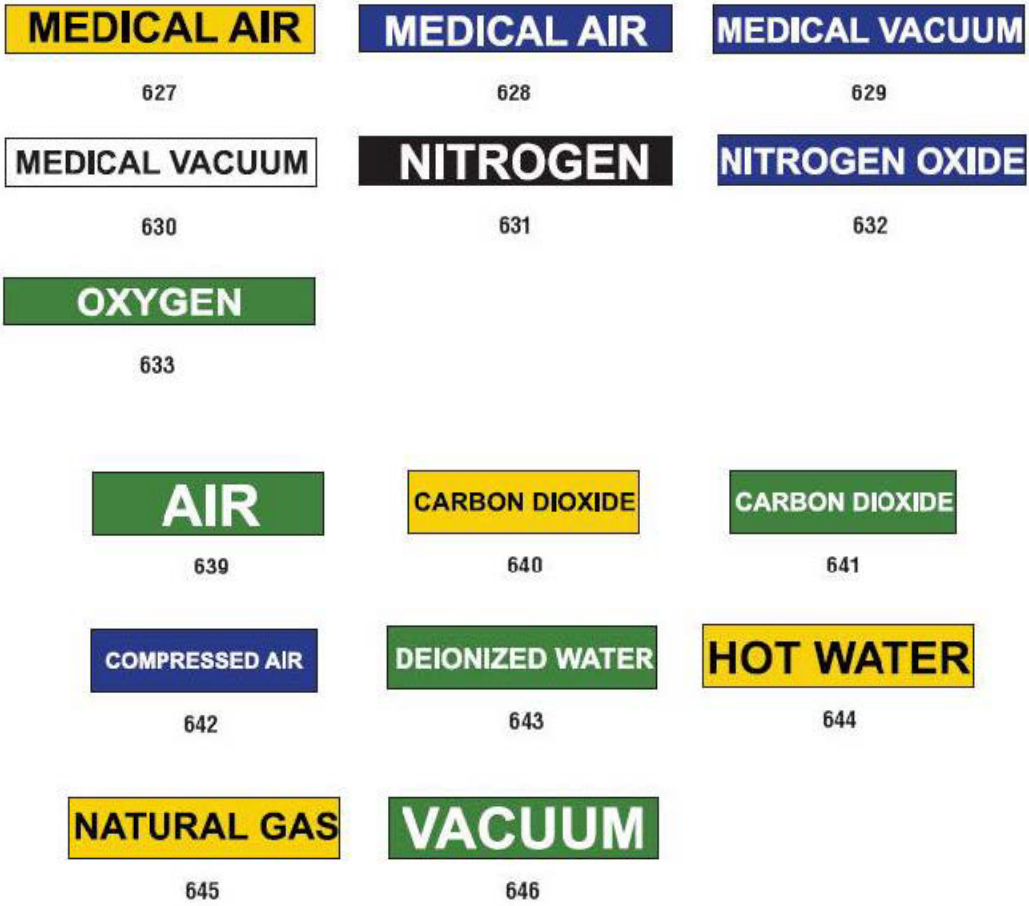 MEDICAL AIR
MEDICAL AIR
MEDICAL VACUUM
627
628
629
MEDICAL VACUUM
NITROGEN
NITROGEN OXIDE
630
631
632
OXYGEN
633
AIR
CARBON DIOXIDE
CARBON DIOXIDE
639
640
641
COMPRESSED AIR
DEIONIZED WATER
HOT WATER
642
643
644
NATURAL GAS
VACUUM
645
646